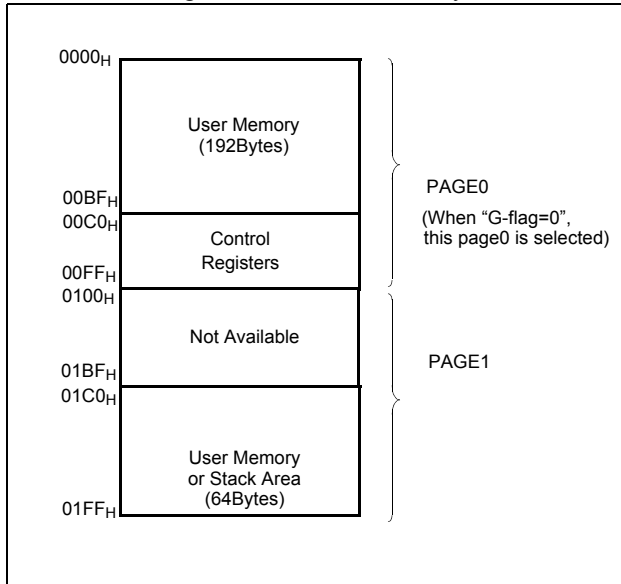 0000H
User Memory
(192Bytes)
PAGE0
00BFH
00C0H
(When “G-flag=0”,
this page0 is selected)
Control
Registers
00FFH
0100H
Not Available
PAGE1
01BFH
01C0H
User Memory
or Stack Area
(64Bytes)
01FFH